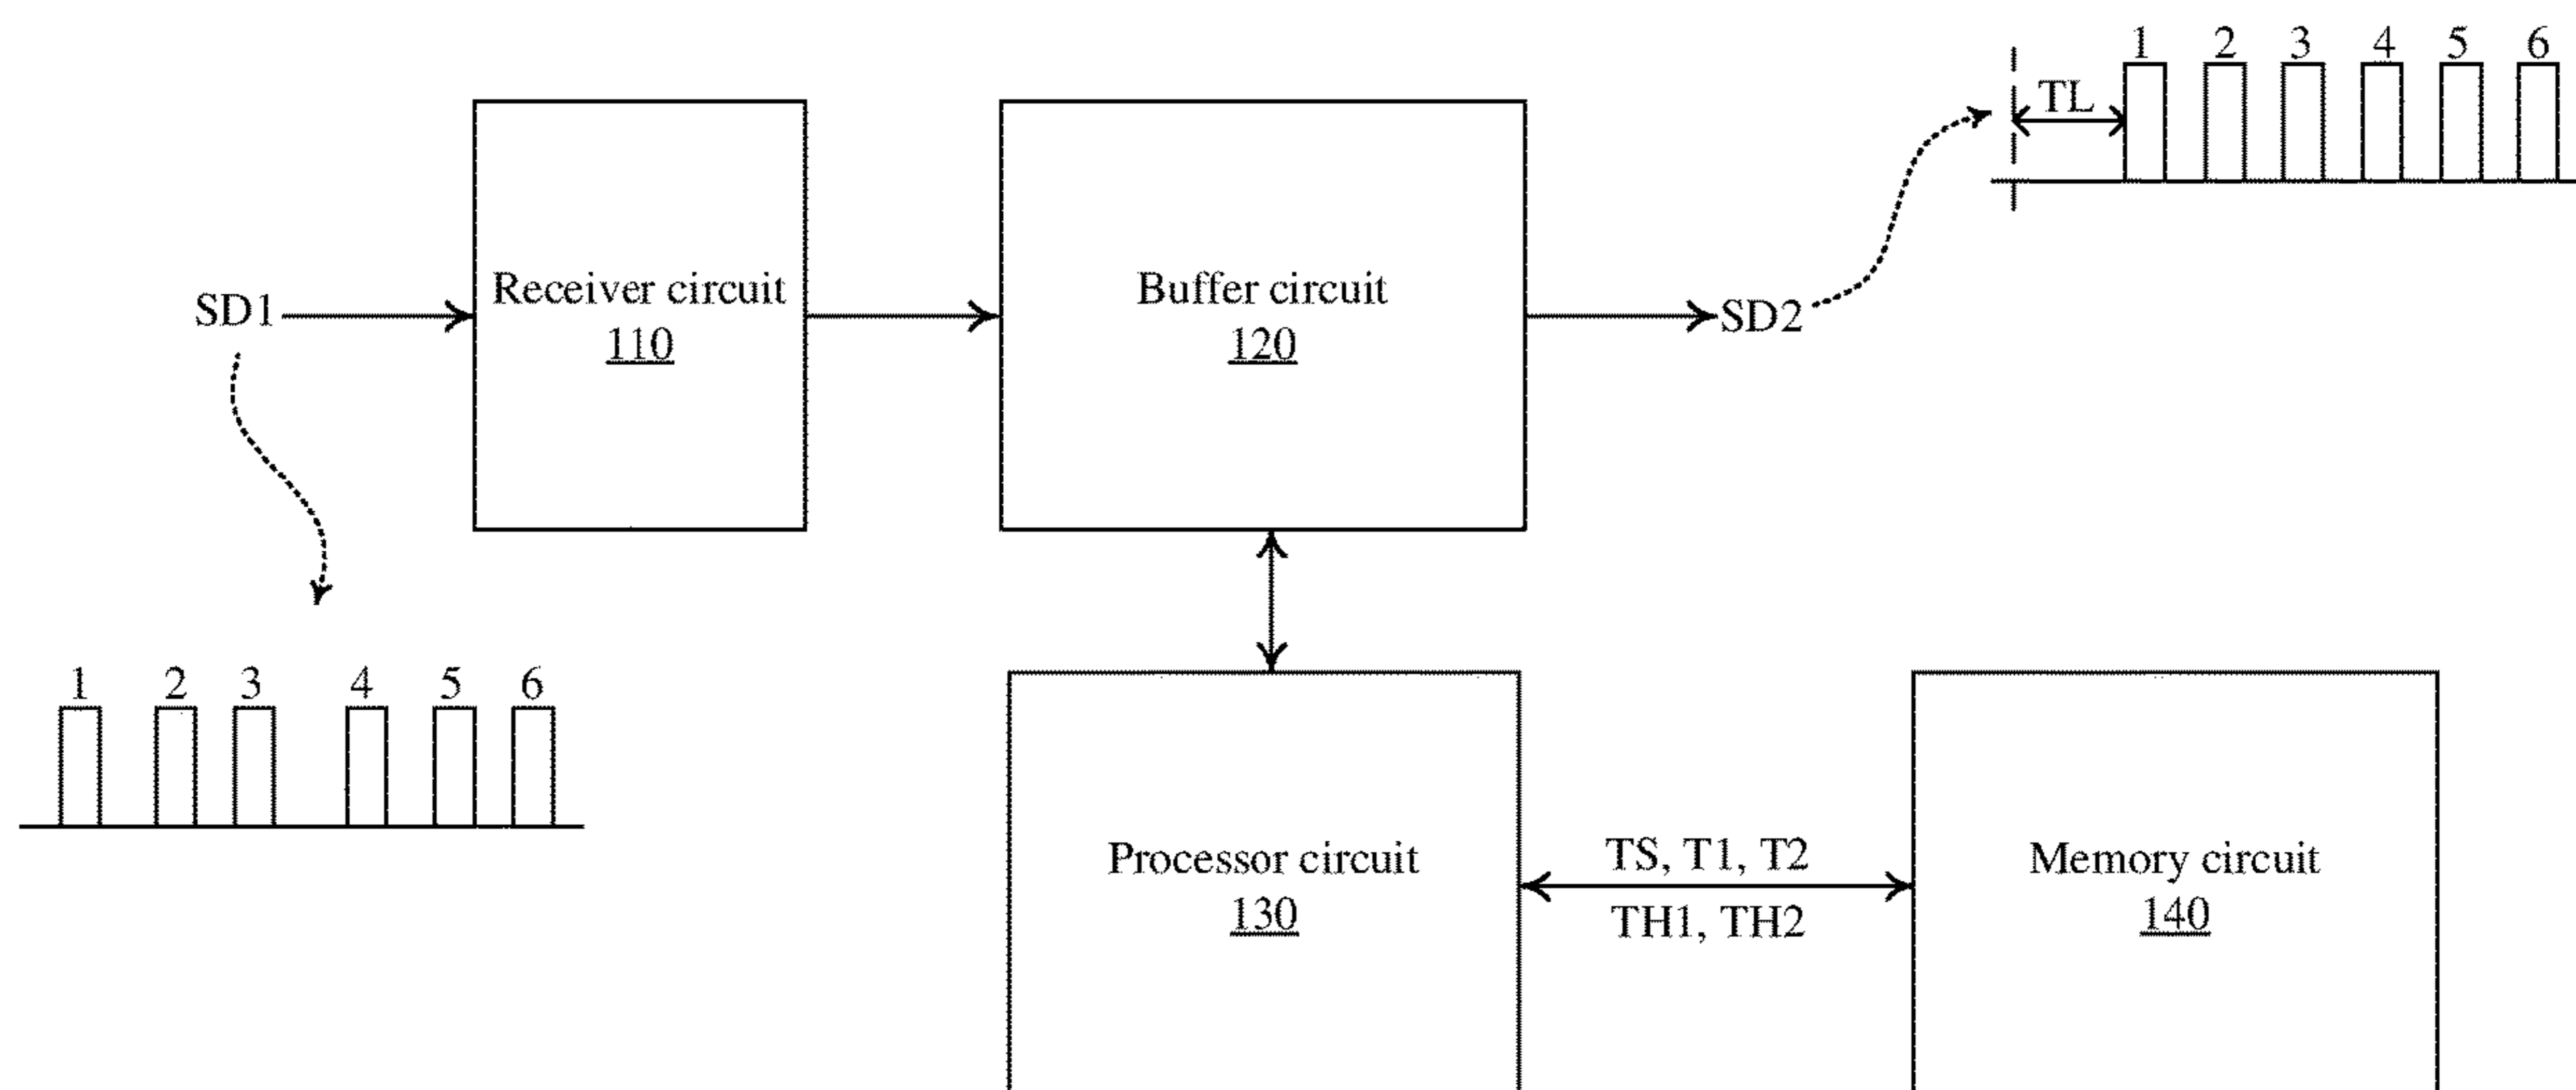 1 2 3 4 5 6
TL
Receiver circuit
110
Buffer circuit
120
SD1
SD2
1 2 3 4 5 6
Processor circuit
130
TS, T1, T2
TH1, TH2
Memory circuit
140